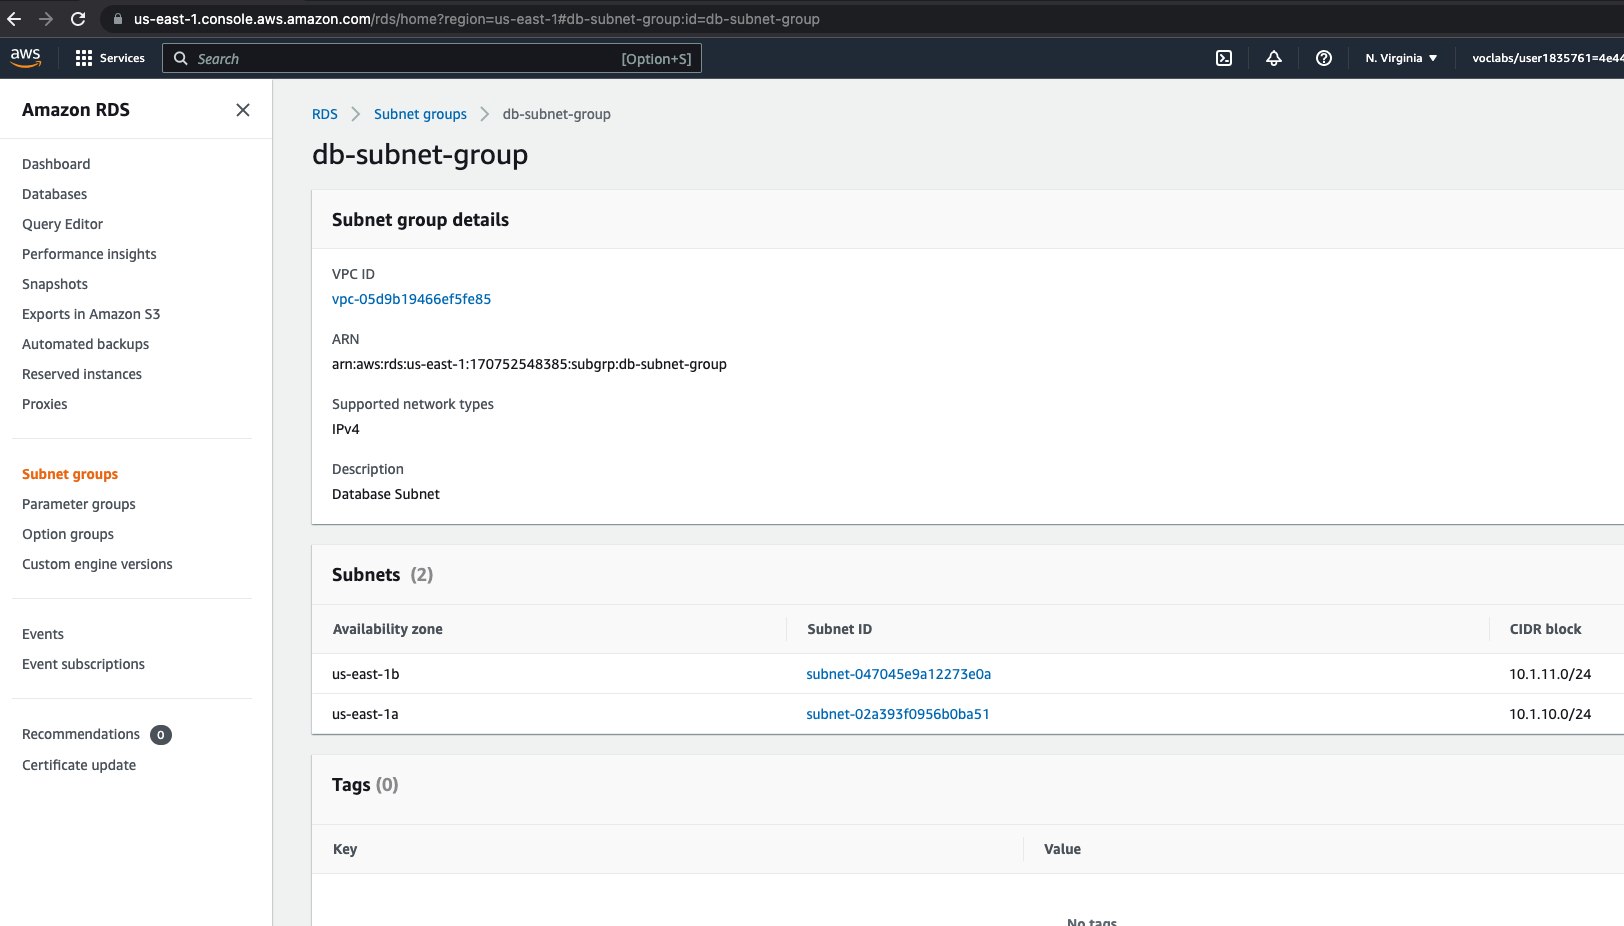 us-east-1.console.aws.amazon.com/rds/home?region=us-east-1#db-subnet-group:id=db-subnet-group
aws Services Search [Option+S] N. Virginia voclabs/user1835761=4e44
Amazon RDS
Dashboard
Databases
Query Editor
Performance insights
Snapshots
Exports in Amazon S3
Automated backups
Reserved instances
Proxies
Subnet groups
Parameter groups
Option groups
Custom engine versions
Events
Event subscriptions
Recommendations 0
Certificate update
RDS Subnet groups db-subnet-group
db-subnet-group
Subnet group details
VPC ID
vpc-05d9b19466ef5fe85
ARN
arn:aws:rds:us-east-1:170752548385:subgrp:db-subnet-group
Supported network types
IPv4
Description
Database Subnet
Subnets (2)
Availability zone Subnet ID CIDR block
us-east-1b subnet-047045e9a12273e0a 10.1.11.0/24
us-east-1a subnet-02a393f0956b0ba51 10.1.10.0/24
Tags (0)
Key Value
No tags